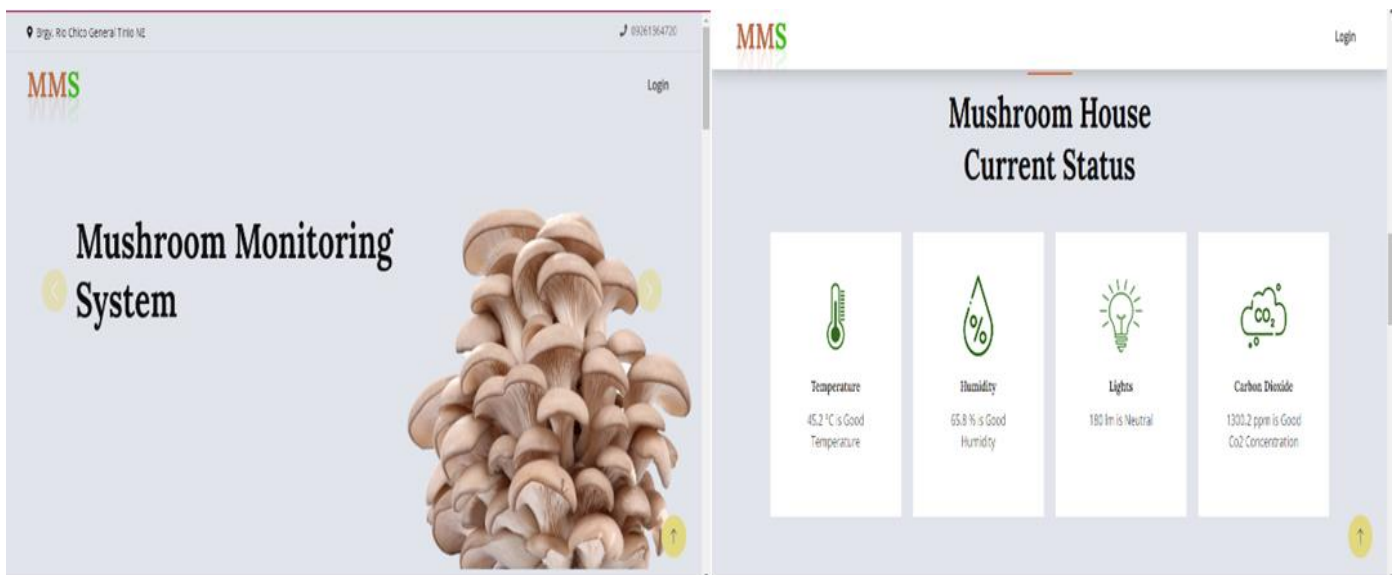 Brgy. Rio Chico General Tinio NE
09261964720
MMS
Login
Mushroom Monitoring
System
MMS
Login
Mushroom House
Current Status
%
CO2
Temperature
Humidity
Lights
Carbon Dioxide
45.2 °C is Good
Temperature
65.8 % is Good
Humidity
180 lm is Neutral
1300.2 ppm is Good
Co2 Concentration